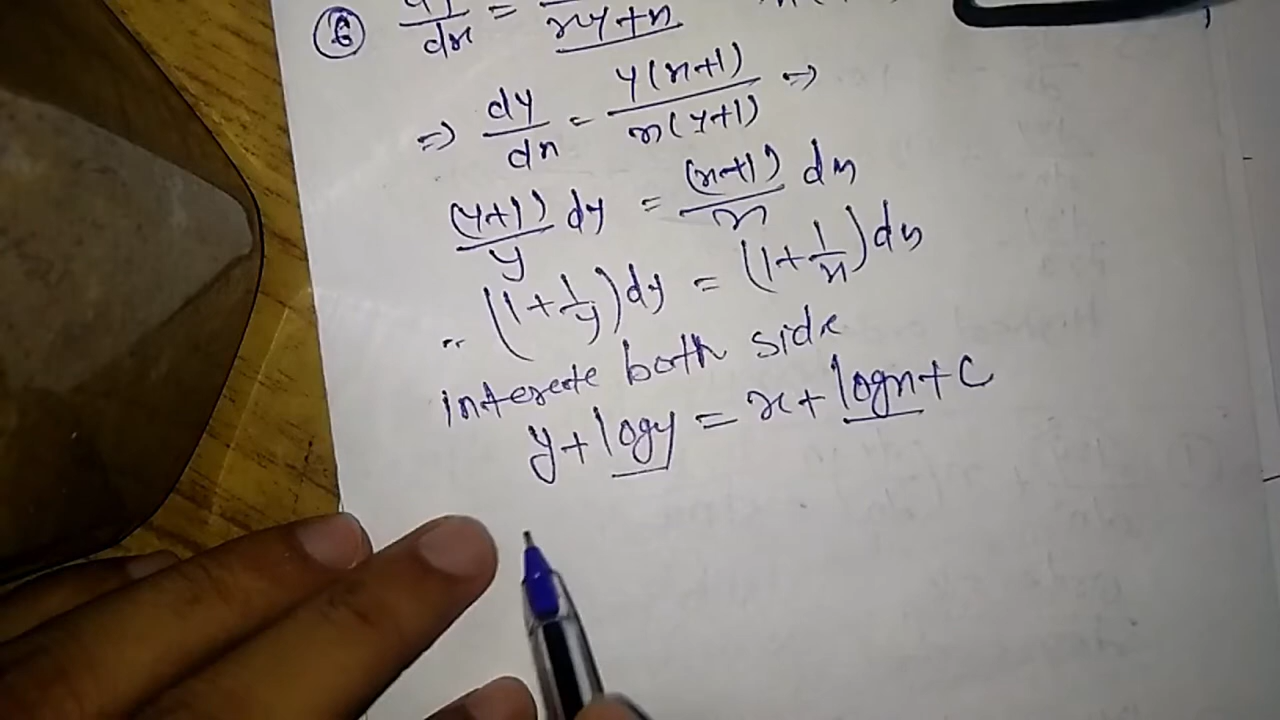 6 dy/dx = /xy+x
⇒ dy/dx = y(x+1)/x(y+1) ⇒
(y+1)/y dy = (x+1)/x dx
∴ (1+1/y)dy = (1+1/x)dx
interete both side
y+logy = x+logx+C